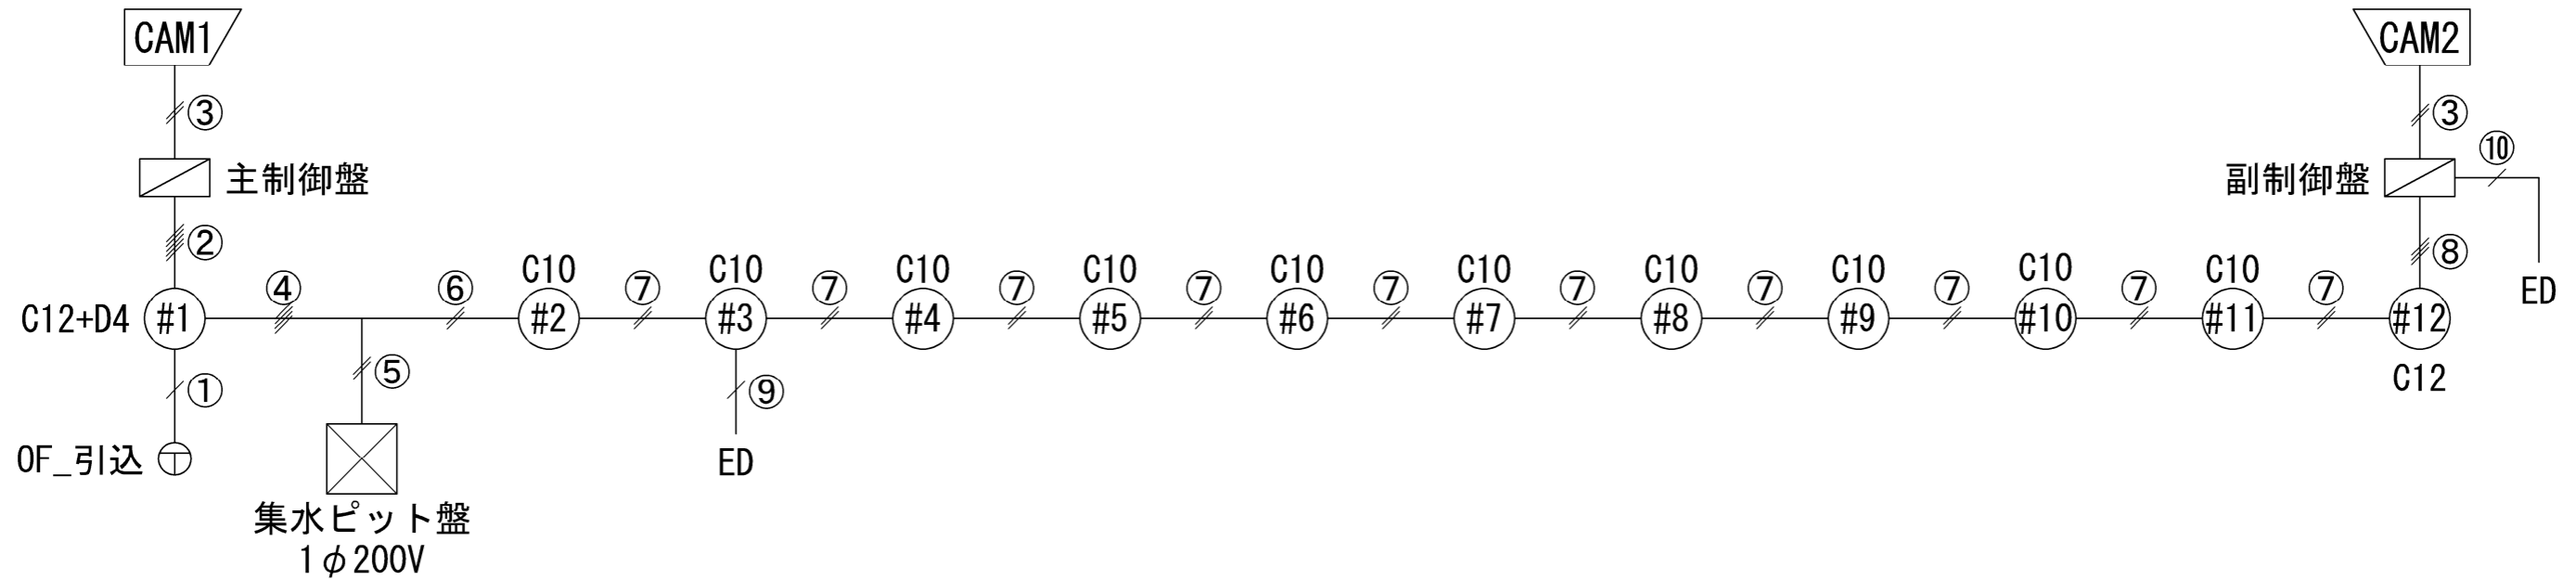 CAM1
CAM2
③
③
⑩
主制御盤
副制御盤
②
⑧
C10 C10 C10 C10 C10 C10 C10 C10 C10 C10
④ ⑥ ⑦ ⑦ ⑦ ⑦ ⑦ ⑦ ⑦ ⑦ ⑦ ⑦
ED
C12+D4 #1 #2 #3 #4 #5 #6 #7 #8 #9 #10 #11 #12
C12
① ⑤ ⑨
OF_引込
ED
集水ピット盤
1φ200V